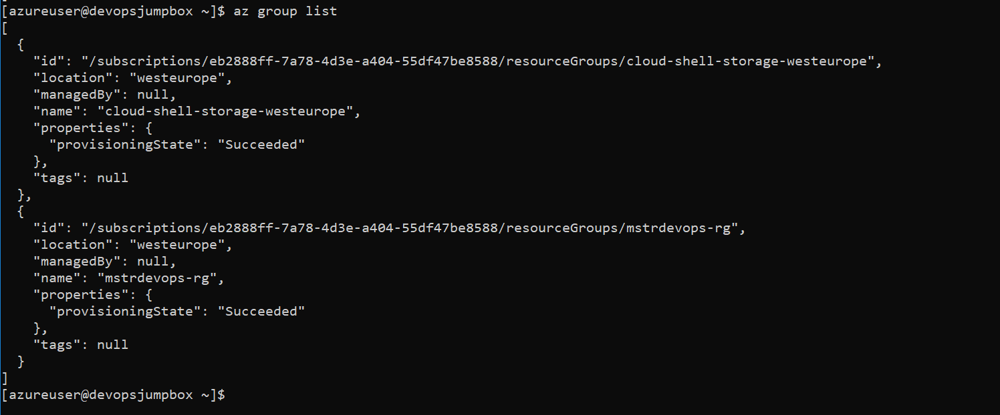 [azureuser@devopsjumpbox ~]$ az group list
[
  {
    "id": "/subscriptions/eb2888ff-7a78-4d3e-a404-55df47be8588/resourceGroups/cloud-shell-storage-westeurope",
    "location": "westeurope",
    "managedBy": null,
    "name": "cloud-shell-storage-westeurope",
    "properties": {
      "provisioningState": "Succeeded"
    },
    "tags": null
  },
  {
    "id": "/subscriptions/eb2888ff-7a78-4d3e-a404-55df47be8588/resourceGroups/mstrdevops-rg",
    "location": "westeurope",
    "managedBy": null,
    "name": "mstrdevops-rg",
    "properties": {
      "provisioningState": "Succeeded"
    },
    "tags": null
  }
]
[azureuser@devopsjumpbox ~]$